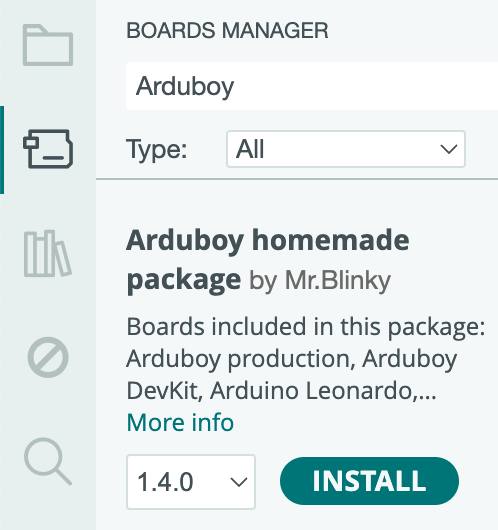 BOARDS MANAGER
Arduboy
Type: All
Arduboy homemade
package by Mr.Blinky
Boards included in this package:
Arduboy production, Arduboy
DevKit, Arduino Leonardo,...
More info
1.4.0 INSTALL